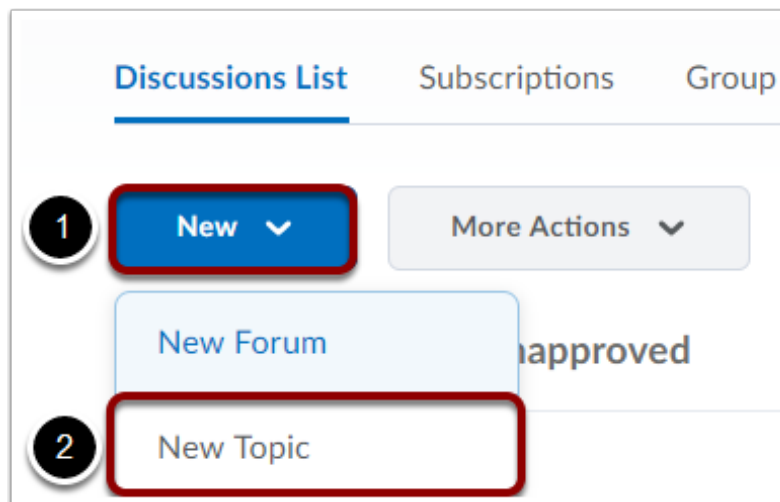 Discussions List Subscriptions Group
1 New More Actions
New Forum
napproved
2 New Topic